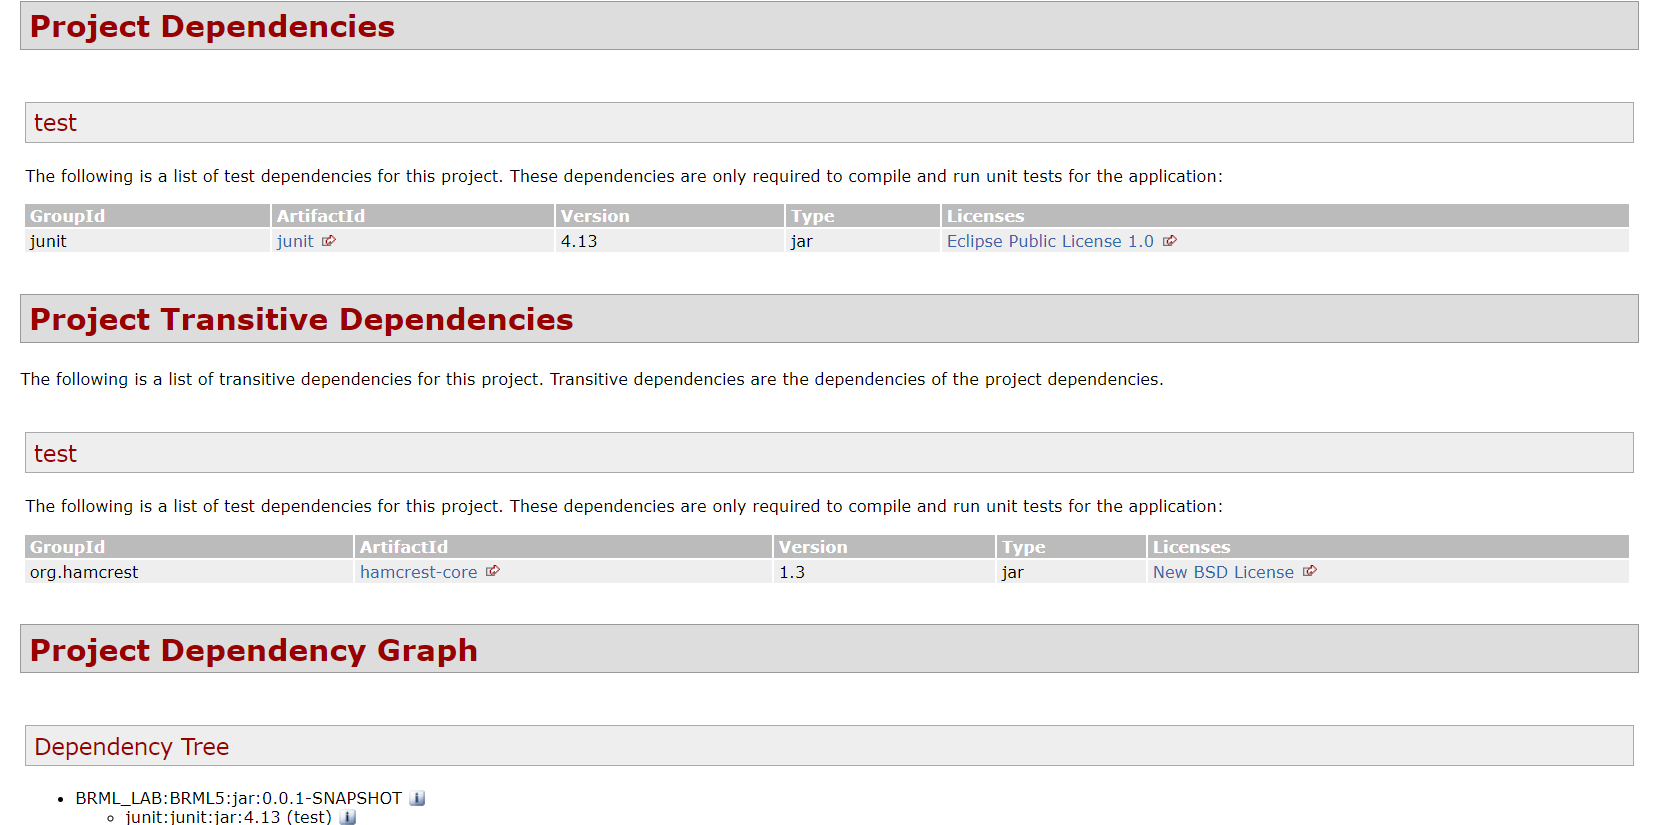 Project Dependencies
test
The following is a list of test dependencies for this project. These dependencies are only required to compile and run unit tests for the application:
GroupId ArtifactId Version Type Licenses
junit junit 4.13 jar Eclipse Public License 1.0
Project Transitive Dependencies
The following is a list of transitive dependencies for this project. Transitive dependencies are the dependencies of the project dependencies.
test
The following is a list of test dependencies for this project. These dependencies are only required to compile and run unit tests for the application:
GroupId ArtifactId Version Type Licenses
org.hamcrest hamcrest-core 1.3 jar New BSD License
Project Dependency Graph
Dependency Tree
BRML_LAB:BRML5:jar:0.0.1-SNAPSHOT
junit:junit:jar:4.13 (test)